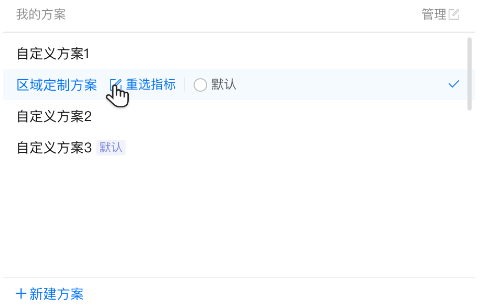 我的方案 管理
自定义方案1
区域定制方案 重选指标 默认
自定义方案2
自定义方案3 默认
+ 新建方案